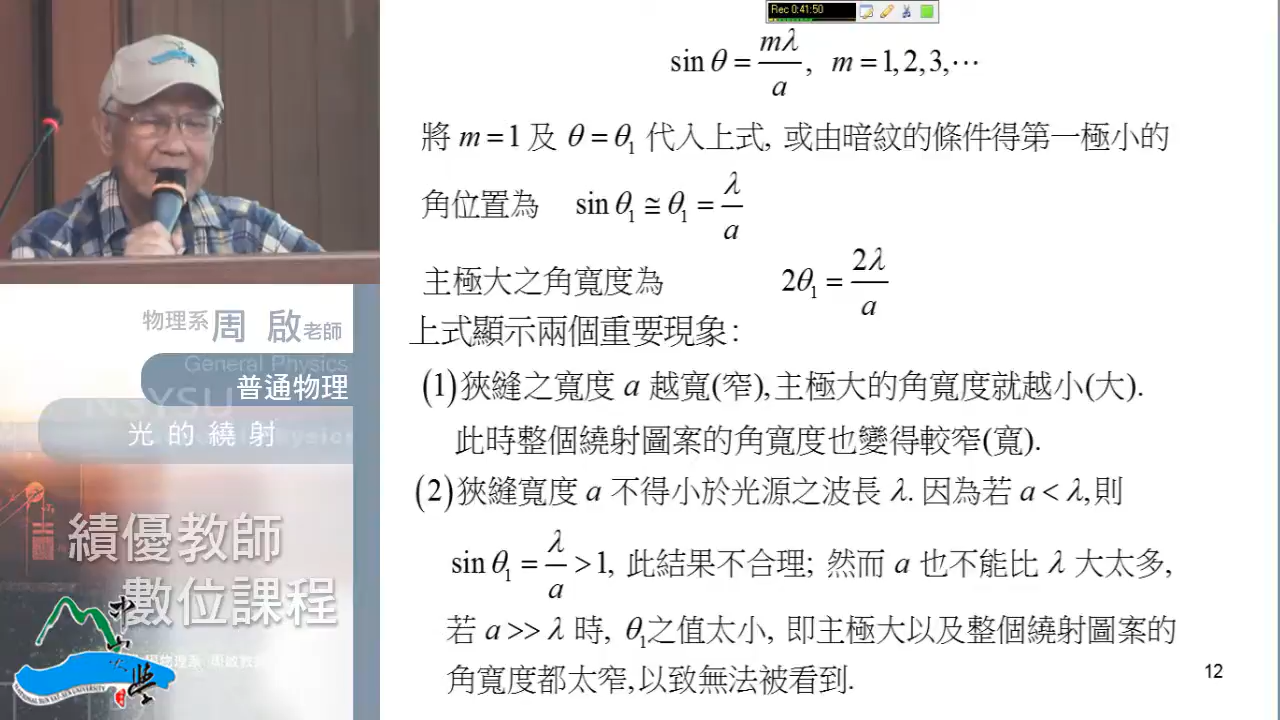 Rec 0:41:50
sin θ = mλ/a, m = 1, 2, 3, ⋯
將 m = 1 及 θ = θ₁ 代入上式, 或由暗紋的條件得第一極小的
角位置為 sin θ₁ ≅ θ₁ = λ/a
主極大之角寬度為 2θ₁ = 2λ/a
上式顯示兩個重要現象:
(1) 狹縫之寬度 a 越寬(窄), 主極大的角寬度就越小(大).
此時整個繞射圖案的角寬度也變得較窄(寬).
(2) 狹縫寬度 a 不得小於光源之波長 λ. 因為若 a < λ, 則
sin θ₁ = λ/a > 1, 此結果不合理; 然而 a 也不能比 λ 大太多,
若 a >> λ 時, θ₁之值太小, 即主極大以及整個繞射圖案的
角寬度都太窄, 以致無法被看到.
12
物理系 周 啟 老師
General Physics
普通物理
NSYSU
光 的 繞 射
績優教師
數位課程
中山大學